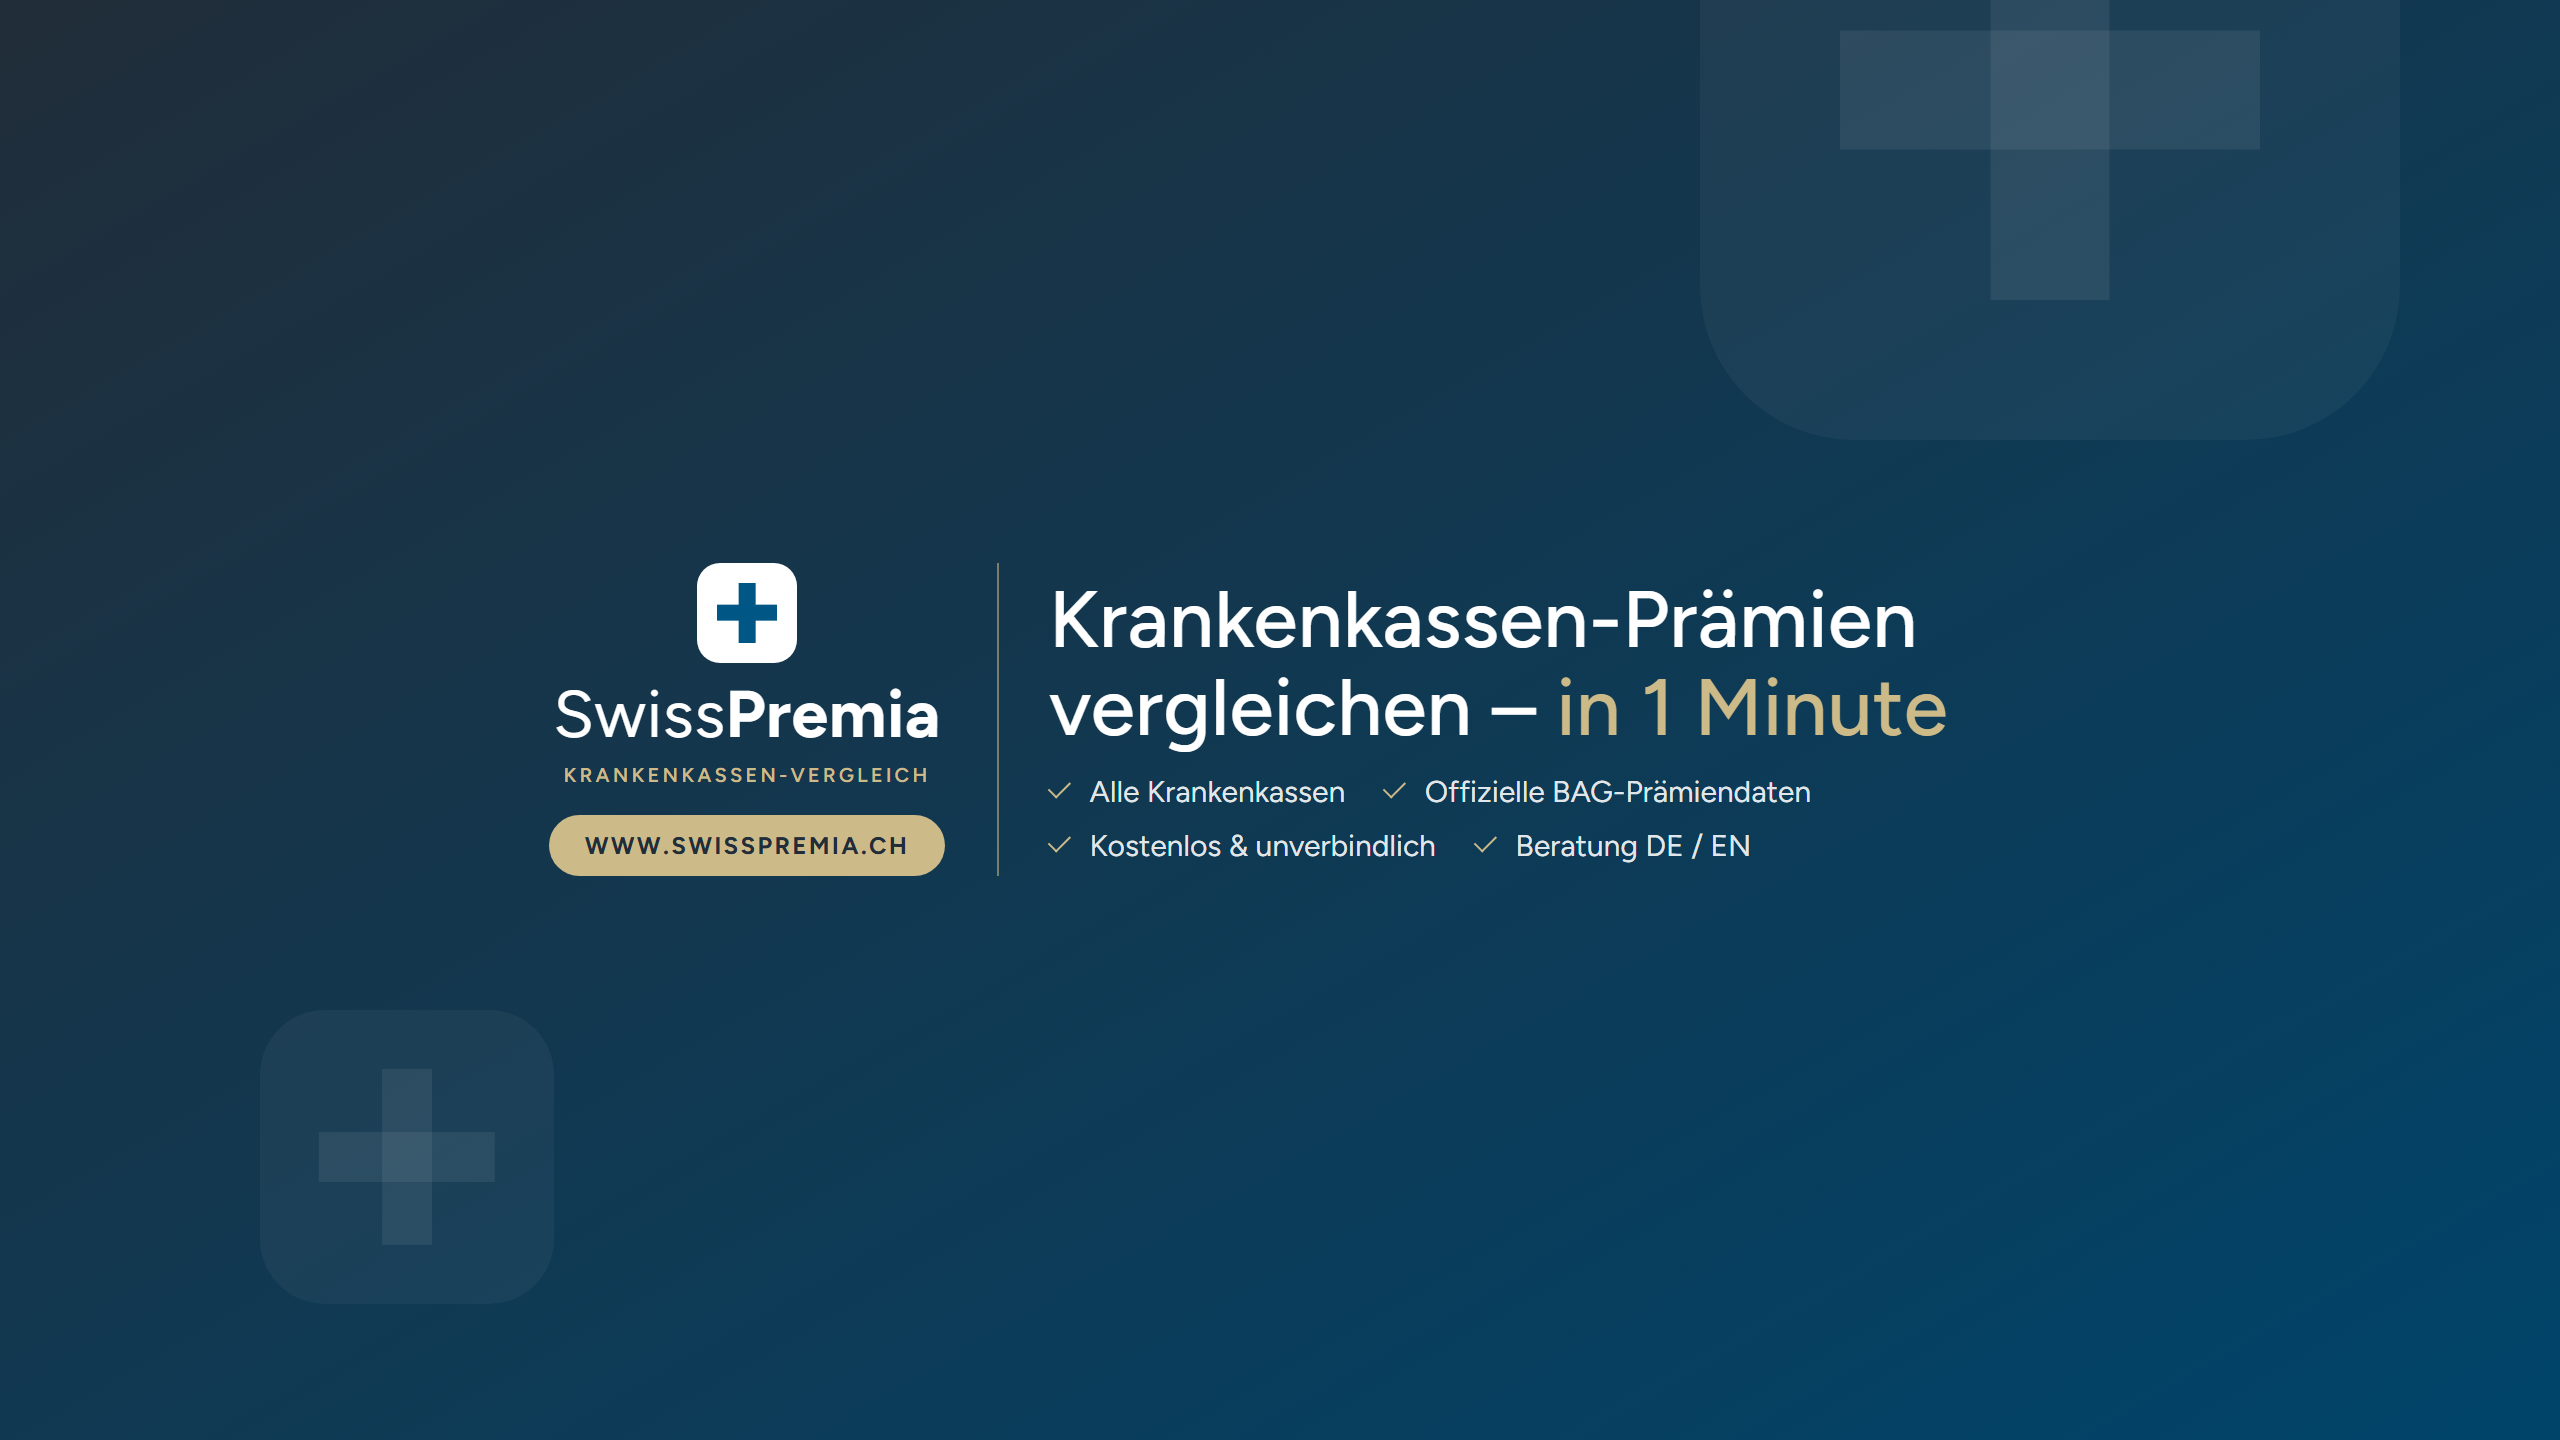 SwissPremia
KRANKENKASSEN-VERGLEICH
WWW.SWISSPREMIA.CH
Krankenkassen-Prämien
vergleichen – in 1 Minute
Alle Krankenkassen Offizielle BAG-Prämiendaten
Kostenlos & unverbindlich Beratung DE / EN